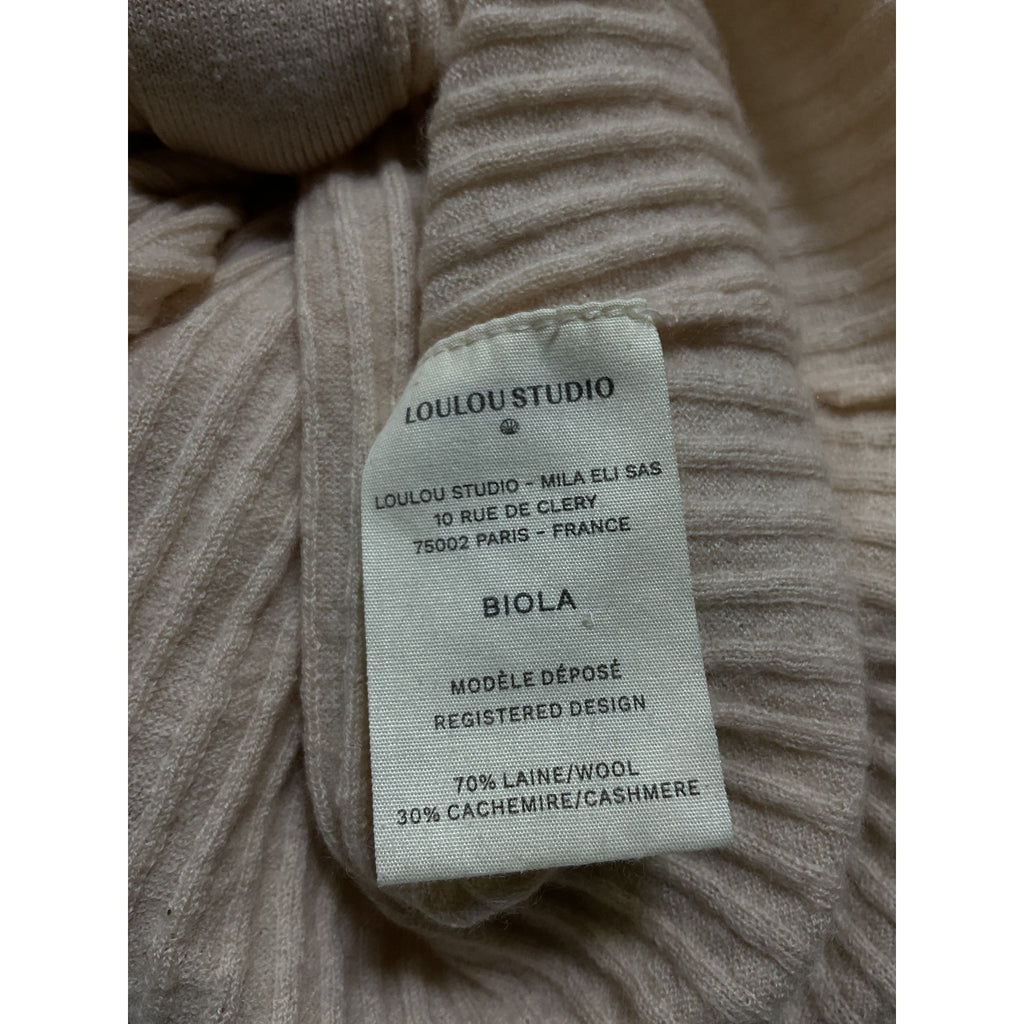 LOULOU STUDIO
LOULOU STUDIO - MILA ELI SAS
10 RUE DE CLERY
75002 PARIS - FRANCE
BIOLA
MODÈLE DÉPOSÉ
REGISTERED DESIGN
70% LAINE/WOOL
30% CACHEMIRE/CASHMERE